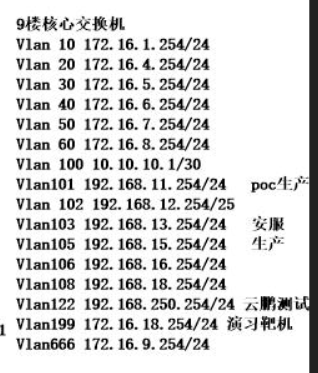 9楼核心交换机
Vlan 10 172.16.1.254/24
Vlan 20 172.16.4.254/24
Vlan 30 172.16.5.254/24
Vlan 40 172.16.6.254/24
Vlan 50 172.16.7.254/24
Vlan 60 172.16.8.254/24
Vlan 100 10.10.10.1/30
Vlan101 192.168.11.254/24 poc生产
Vlan 102 192.168.12.254/25
Vlan103 192.168.13.254/24 安服
Vlan105 192.168.15.254/24 生产
Vlan106 192.168.16.254/24
Vlan108 192.168.18.254/24
Vlan122 192.168.250.254/24 云鹏测试
1 Vlan199 172.16.18.254/24 演习靶机
Vlan666 172.16.9.254/24